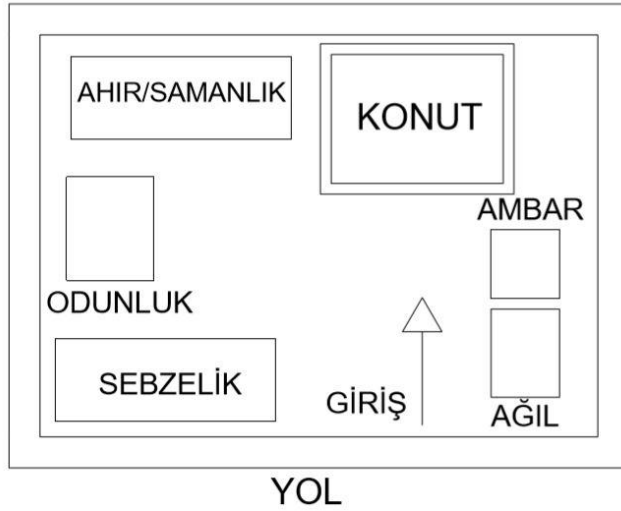 AHIR/SAMANLIK
KONUT
AMBAR
ODUNLUK
SEBZELİK
GİRİŞ
AĞIL
YOL